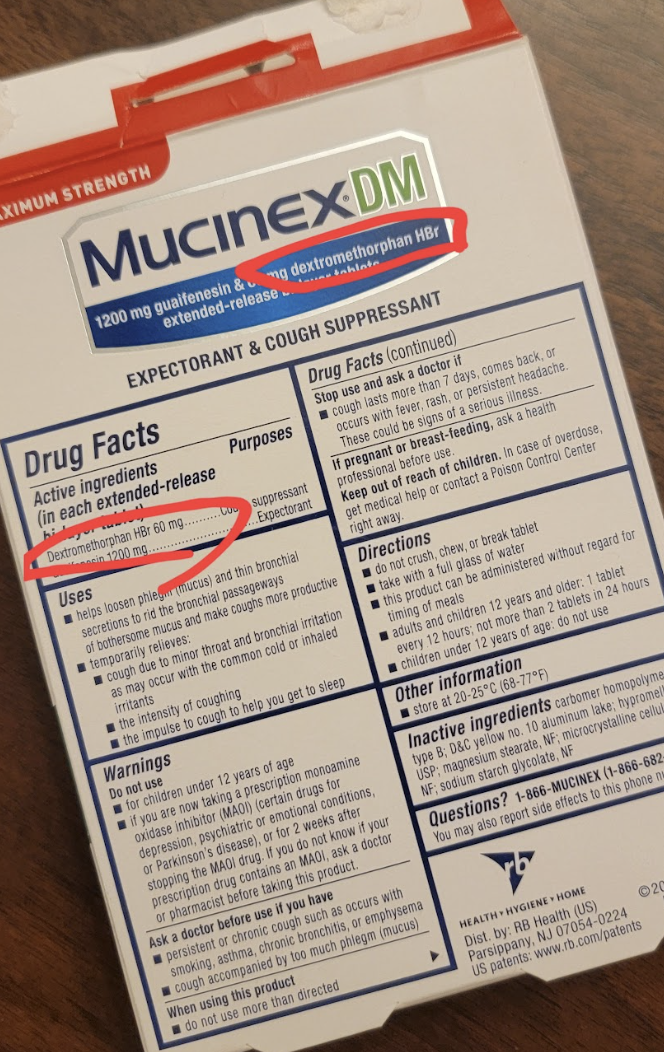 MAXIMUM STRENGTH
Mucinex® DM
1200 mg guaifenesin & mg dextromethorphan HBr
extended-release tablets
EXPECTORANT & COUGH SUPPRESSANT
Drug Facts
Active ingredients Purposes
(in each extended-release
tablet)
Dextromethorphan HBr 60 mg..........Cough suppressant
1200 mg......................Expectorant
Uses
■ helps loosen phlegm (mucus) and thin bronchial
secretions to rid the bronchial passageways
of bothersome mucus and make coughs more productive
■ temporarily relieves:
■ cough due to minor throat and bronchial irritation
as may occur with the common cold or inhaled
irritants
■ the intensity of coughing
■ the impulse to cough to help you get to sleep
Warnings
Do not use
■ for children under 12 years of age
■ if you are now taking a prescription monoamine
oxidase inhibitor (MAOI) (certain drugs for
depression, psychiatric or emotional conditions,
or Parkinson's disease), or for 2 weeks after
stopping the MAOI drug. If you do not know if your
prescription drug contains an MAOI, ask a doctor
or pharmacist before taking this product.
Ask a doctor before use if you have
■ persistent or chronic cough such as occurs with
smoking, asthma, chronic bronchitis, or emphysema
■ cough accompanied by too much phlegm (mucus)
When using this product
■ do not use more than directed
Drug Facts (continued)
Stop use and ask a doctor if
■ cough lasts more than 7 days, comes back, or
occurs with fever, rash, or persistent headache.
These could be signs of a serious illness.
If pregnant or breast-feeding, ask a health
professional before use.
Keep out of reach of children. In case of overdose,
get medical help or contact a Poison Control Center
right away.
Directions
■ do not crush, chew, or break tablet
■ take with a full glass of water
■ this product can be administered without regard for
timing of meals
■ adults and children 12 years and older: 1 tablet
every 12 hours; not more than 2 tablets in 24 hours
■ children under 12 years of age: do not use
Other information
■ store at 20-25°C (68-77°F)
Inactive ingredients carbomer homopolyme
type B; D&C yellow no. 10 aluminum lake; hypromel
USP; magnesium stearate, NF; microcrystalline cellul
NF; sodium starch glycolate, NF
Questions? 1-866-MUCINEX (1-866-682-
You may also report side effects to this phone n
rb
HEALTH • HYGIENE • HOME
Dist. by: RB Health (US)
Parsippany, NJ 07054-0224
US patents: www.rb.com/patents
©20